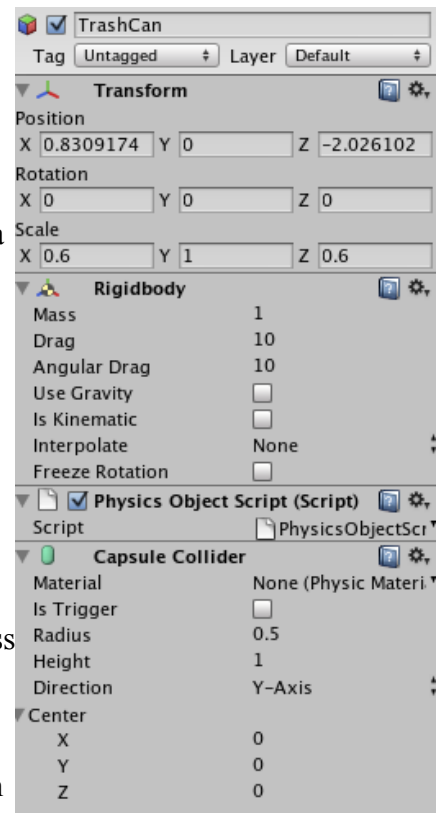 TrashCan
Tag Untagged Layer Default
Transform
Position
X 0.8309174 Y 0 Z -2.026102
Rotation
X 0 Y 0 Z 0
a
Scale
X 0.6 Y 1 Z 0.6
Rigidbody
Mass 1
Drag 10
Angular Drag 10
Use Gravity
Is Kinematic
Interpolate None
Freeze Rotation
Physics Object Script (Script)
Script PhysicsObjectScr
Capsule Collider
Material None (Physic Materi
Is Trigger
ss Radius 0.5
Height 1
Direction Y-Axis
Center
X 0
Y 0
Z 0